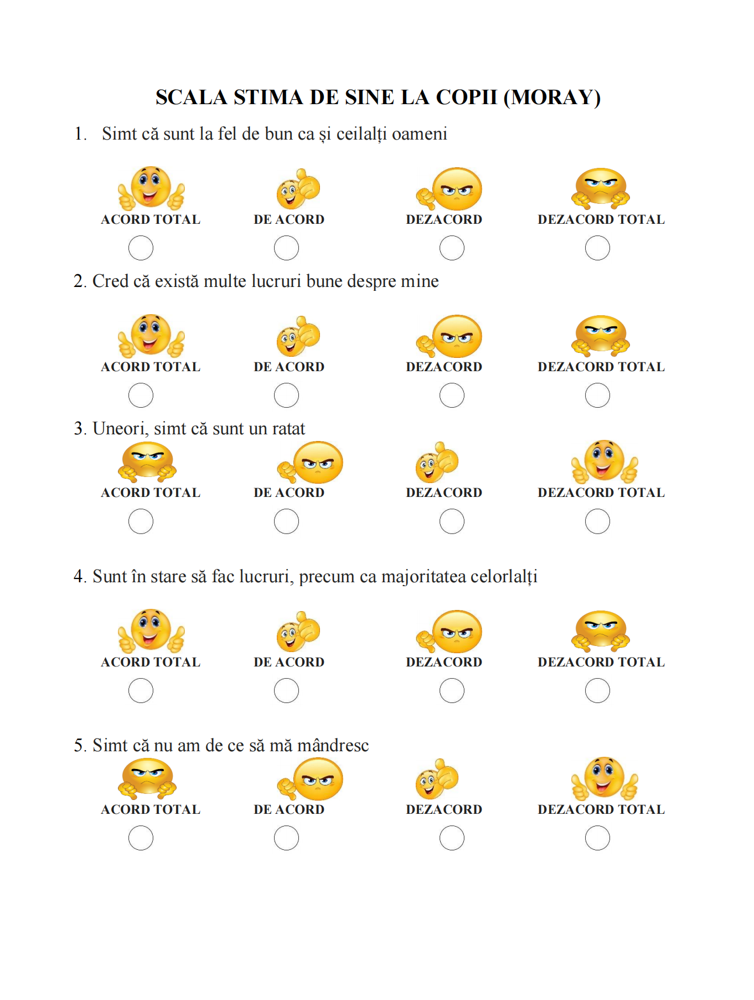 SCALA STIMA DE SINE LA COPII (MORAY)
1. Simt că sunt la fel de bun ca și ceilalți oameni
ACORD TOTAL DE ACORD DEZACORD DEZACORD TOTAL
2. Cred că există multe lucruri bune despre mine
ACORD TOTAL DE ACORD DEZACORD DEZACORD TOTAL
3. Uneori, simt că sunt un ratat
ACORD TOTAL DE ACORD DEZACORD DEZACORD TOTAL
4. Sunt în stare să fac lucruri, precum ca majoritatea celorlalți
ACORD TOTAL DE ACORD DEZACORD DEZACORD TOTAL
5. Simt că nu am de ce să mă mândresc
ACORD TOTAL DE ACORD DEZACORD DEZACORD TOTAL